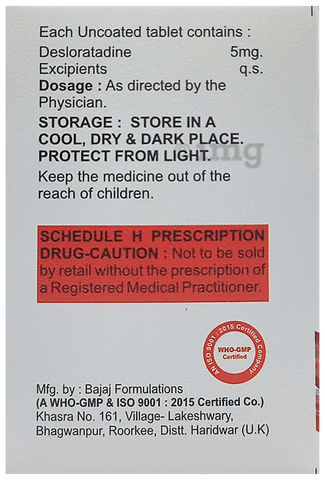 Each Uncoated tablet contains :
Desloratadine 5mg.
Excipients q.s.
Dosage : As directed by the
Physician.
STORAGE : STORE IN A
COOL, DRY & DARK PLACE.
PROTECT FROM LIGHT.
Keep the medicine out of the
reach of children.
SCHEDULE H PRESCRIPTION
DRUG-CAUTION : Not to be sold
by retail without the prescription of
a Registered Medical Practitioner.
AN ISO 9001 : 2015 Certified Company
WHO-GMP
Certified
Mfg. by : Bajaj Formulations
(A WHO-GMP & ISO 9001 : 2015 Certified Co.)
Khasra No. 161, Village- Lakeshwary,
Bhagwanpur, Roorkee, Distt. Haridwar (U.K)